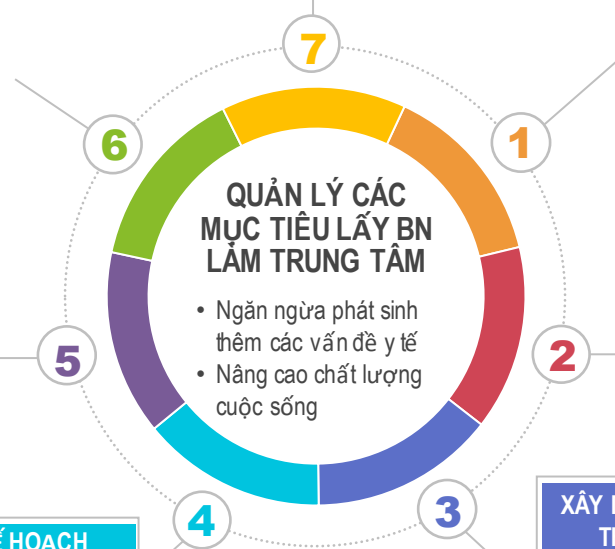 7
6
1
QUẢN LÝ CÁC
MỤC TIÊU LẤY BN
LÀM TRUNG TÂM
• Ngăn ngừa phát sinh
thêm các vấn đề y tế
• Nâng cao chất lượng
cuộc sống
5
2
4
3
HOẠCH
XÂY